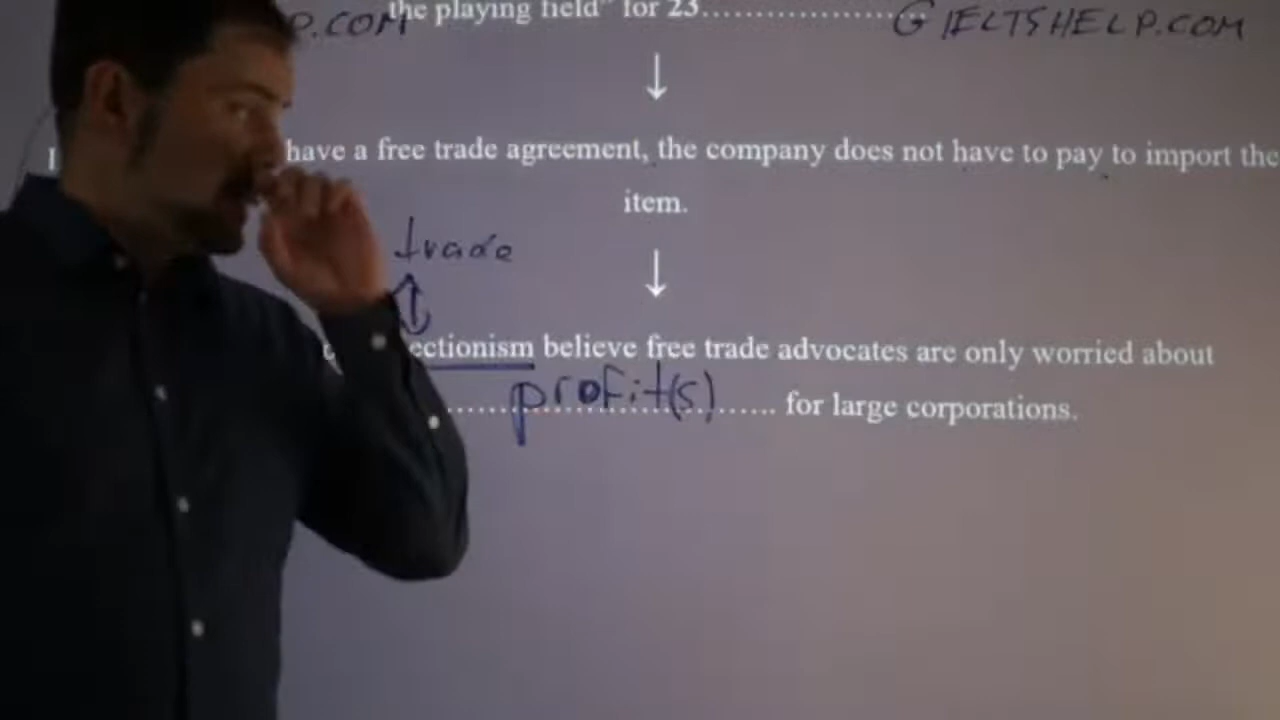 the playing field" for 23....................
P.COM
GIELTSHELP.COM
↓
have a free trade agreement, the company does not have to pay to import the
item.
trade
↓
ectionism believe free trade advocates are only worried about
profit(s)
.............................. for large corporations.